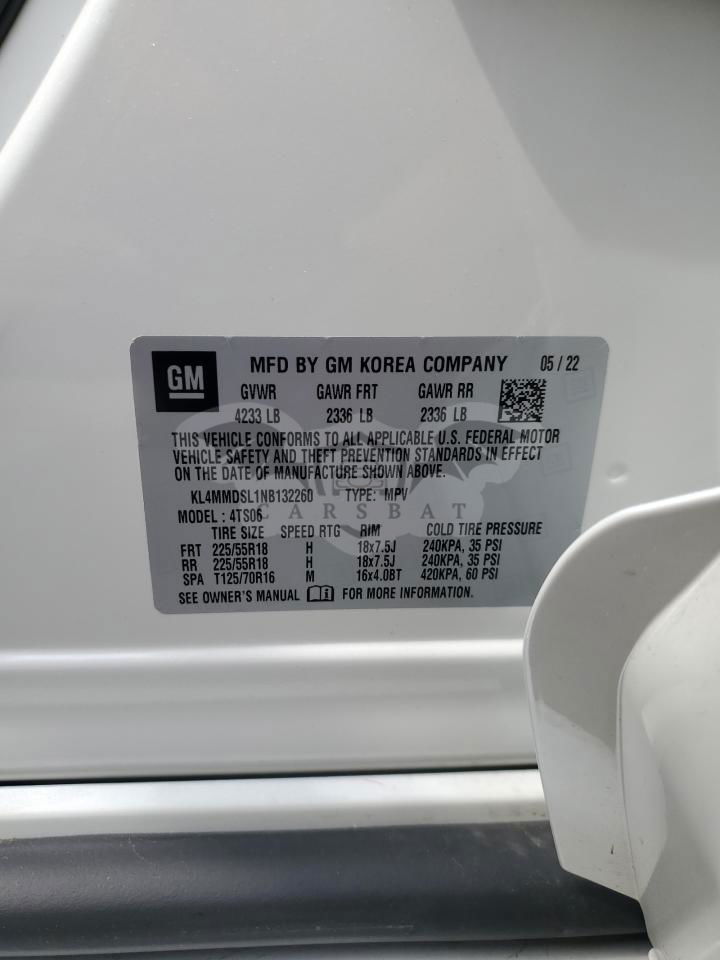 GM
MFD BY GM KOREA COMPANY 05 / 22
GVWR GAWR FRT GAWR RR
4233 LB 2336 LB 2336 LB
THIS VEHICLE CONFORMS TO ALL APPLICABLE U.S. FEDERAL MOTOR
VEHICLE SAFETY AND THEFT PREVENTION STANDARDS IN EFFECT
ON THE DATE OF MANUFACTURE SHOWN ABOVE.
KL4MMDSL1NB132260 TYPE: MPV
CARSBAT
MODEL : 4TS06
TIRE SIZE SPEED RTG RIM COLD TIRE PRESSURE
FRT 225/55R18 H 18x7.5J 240KPA, 35 PSI
RR 225/55R18 H 18x7.5J 240KPA, 35 PSI
SPA T125/70R16 M 16x4.0BT 420KPA, 60 PSI
SEE OWNER'S MANUAL FOR MORE INFORMATION.